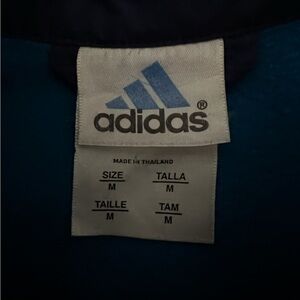 adidas®
MADE IN THAILAND
SIZE TALLA
M M
TAILLE TAM
M M